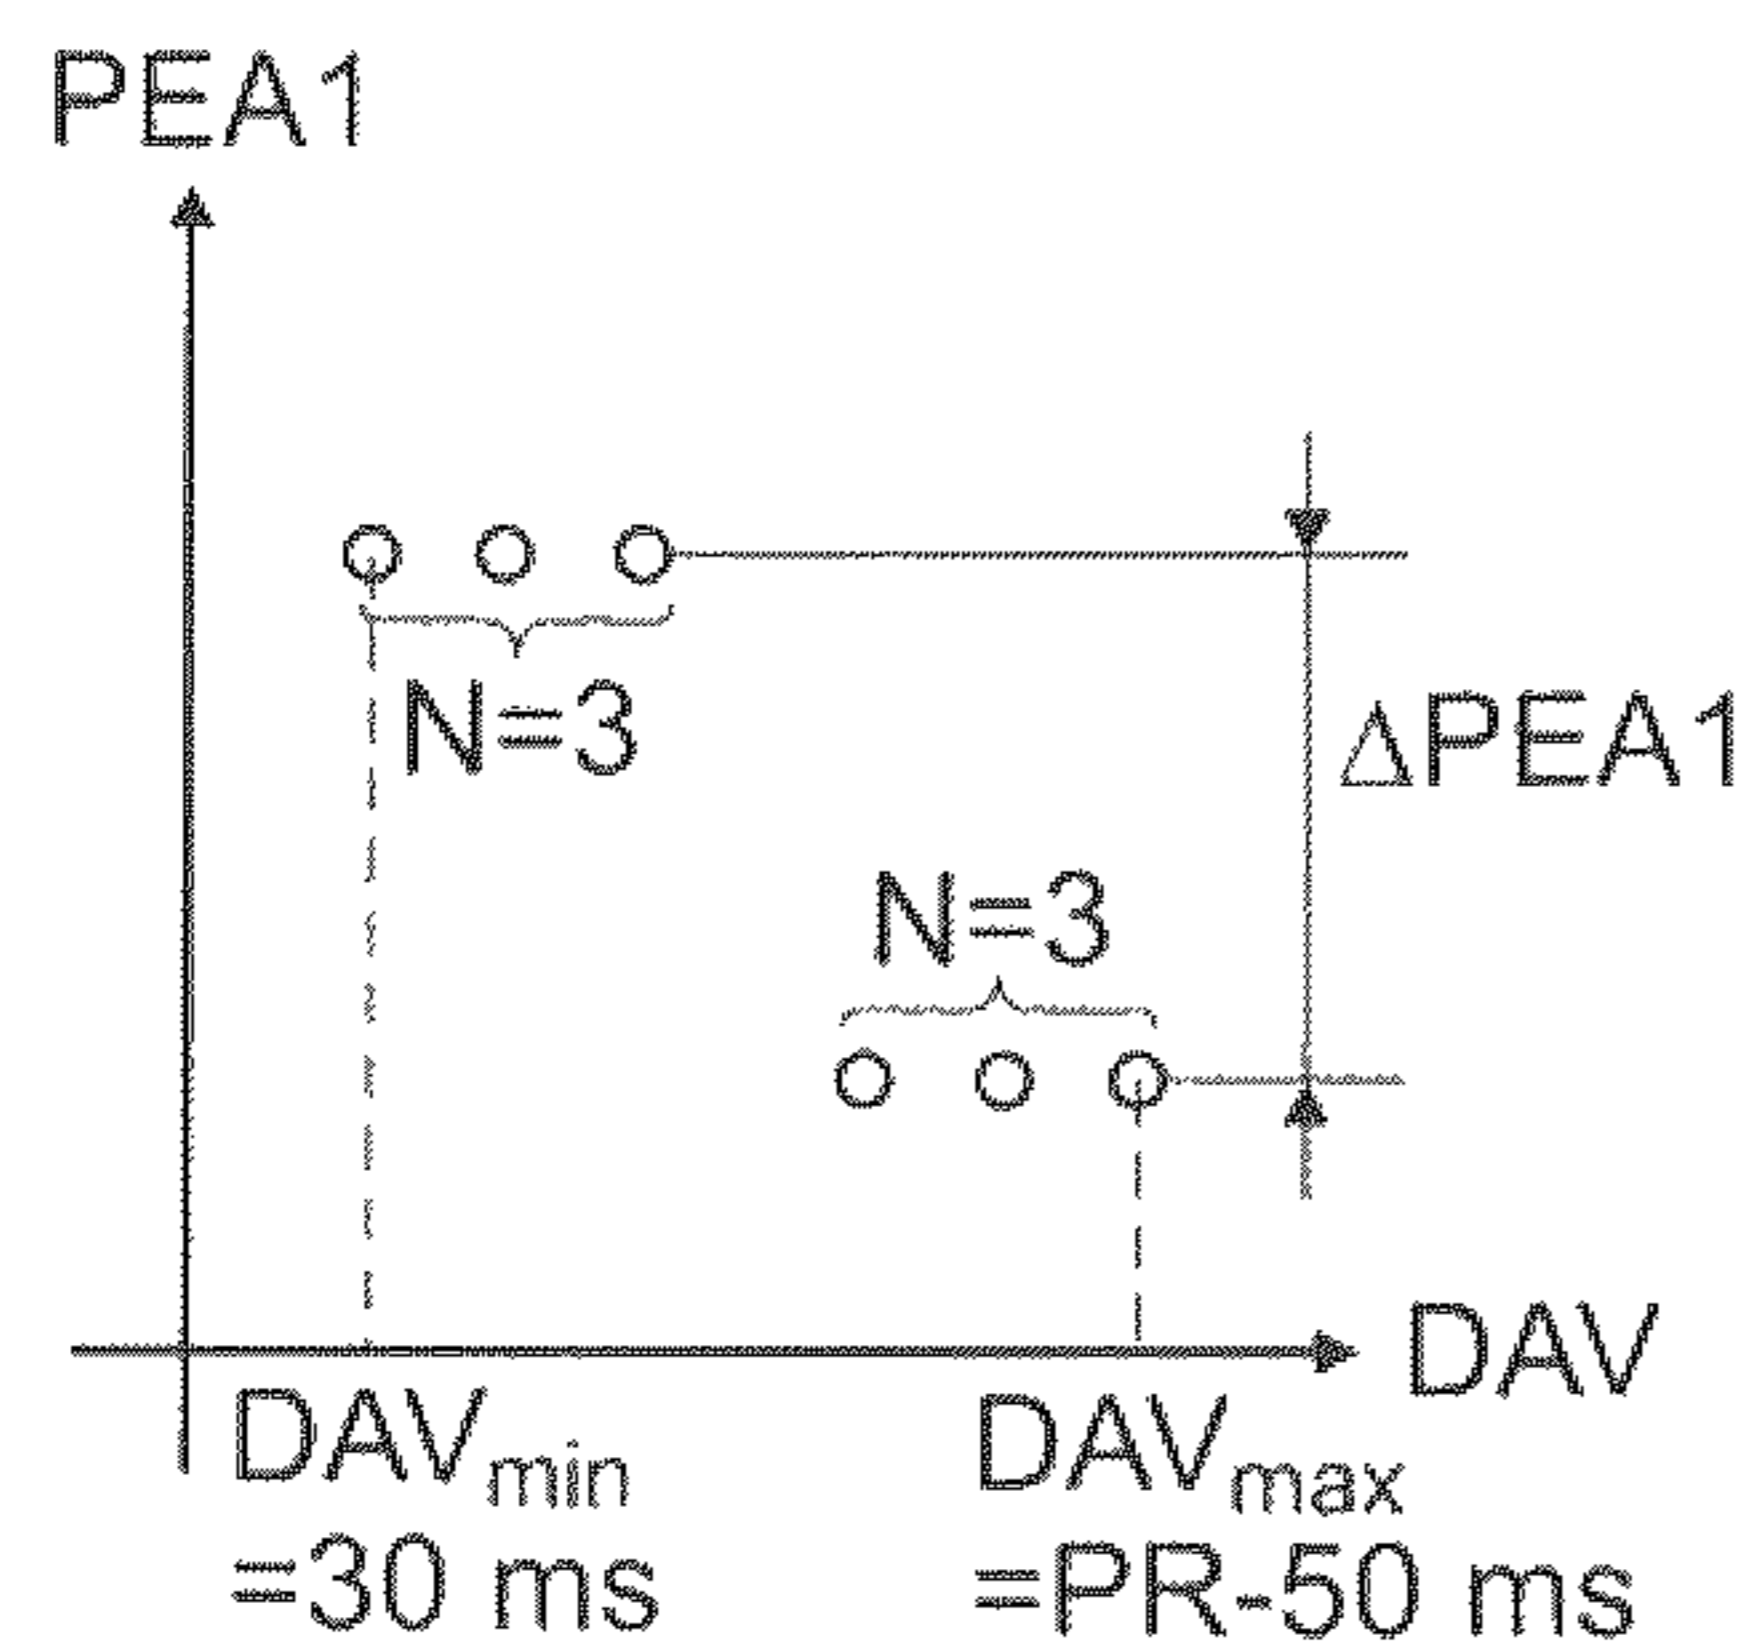 PEA1
N=3
ΔPEA1
N=3
DAV
DAVmin
=30 ms
DAVmax
=PR-50 ms